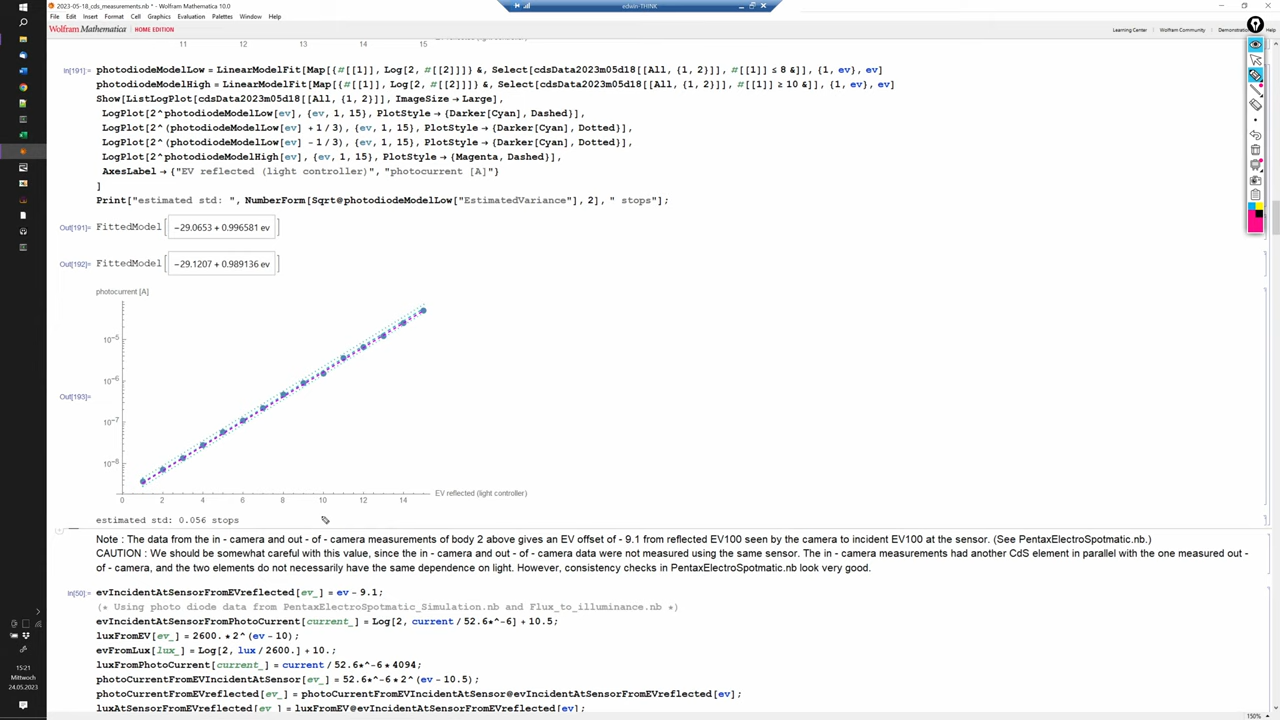 2023-05-18_cds_measurements.nb * - Wolfram Mathematica 10.0
edwin-THINK
File Edit Insert Format Cell Graphics Evaluation Palettes Window Help
Wolfram Mathematica | HOME EDITION
Learning Center | Wolfram Community | Demonstrat
11 12 13 14 15
In[191]:= photodiodeModelLow = LinearModelFit[Map[{#[[1]], Log[2, #[[2]]]} &, Select[cdsData2023m05d18[[All, {1, 2}]], #[[1]] ≤ 8 &]], {1, ev}, ev]
photodiodeModelHigh = LinearModelFit[Map[{#[[1]], Log[2, #[[2]]]} &, Select[cdsData2023m05d18[[All, {1, 2}]], #[[1]] ≥ 10 &]], {1, ev}, ev]
Show[ListLogPlot[cdsData2023m05d18[[All, {1, 2}]], ImageSize → Large],
LogPlot[2^photodiodeModelLow[ev], {ev, 1, 15}, PlotStyle → {Darker[Cyan], Dashed}],
LogPlot[2^(photodiodeModelLow[ev] + 1 / 3), {ev, 1, 15}, PlotStyle → {Darker[Cyan], Dotted}],
LogPlot[2^(photodiodeModelLow[ev] - 1 / 3), {ev, 1, 15}, PlotStyle → {Darker[Cyan], Dotted}],
LogPlot[2^photodiodeModelHigh[ev], {ev, 1, 15}, PlotStyle → {Magenta, Dashed}],
AxesLabel → {"EV reflected (light controller)", "photocurrent [A]"}
]
Print["estimated std: ", NumberForm[Sqrt@photodiodeModelLow["EstimatedVariance"], 2], " stops"];
Out[191]= FittedModel[ -29.0653 + 0.996581 ev ]
Out[192]= FittedModel[ -29.1207 + 0.989136 ev ]
photocurrent [A]
10^-5
10^-6
Out[193]=
10^-7
10^-8
0 2 4 6 8 10 12 14
EV reflected (light controller)
estimated std: 0.056 stops
Note : The data from the in - camera and out - of - camera measurements of body 2 above gives an EV offset of - 9.1 from reflected EV100 seen by the camera to incident EV100 at the sensor. (See PentaxElectroSpotmatic.nb.)
CAUTION : We should be somewhat careful with this value, since the in - camera and out - of - camera data were not measured using the same sensor. The in - camera measurements had another CdS element in parallel with the one measured out -
of - camera, and the two elements do not necessarily have the same dependence on light. However, consistency checks in PentaxElectroSpotmatic.nb look very good.
In[50]:= evIncidentAtSensorFromEVreflected[ev_] = ev - 9.1;
(* Using photo diode data from PentaxElectroSpotmatic_Simulation.nb and Flux_to_illuminance.nb *)
evIncidentAtSensorFromPhotoCurrent[current_] = Log[2, current / 52.6*^-6] + 10.5;
luxFromEV[ev_] = 2600. * 2^(ev - 10);
evFromLux[lux_] = Log[2, lux / 2600.] + 10.;
luxFromPhotoCurrent[current_] = current / 52.6*^-6 * 4094;
photoCurrentFromEVIncidentAtSensor[ev_] = 52.6*^-6 * 2^(ev - 10.5);
photoCurrentFromEVreflected[ev_] = photoCurrentFromEVIncidentAtSensor@evIncidentAtSensorFromEVreflected[ev];
luxAtSensorFromEVreflected[ev_] = luxFromEV@evIncidentAtSensorFromEVreflected[ev];
15:21
Mittwoch
24.05.2023
150%